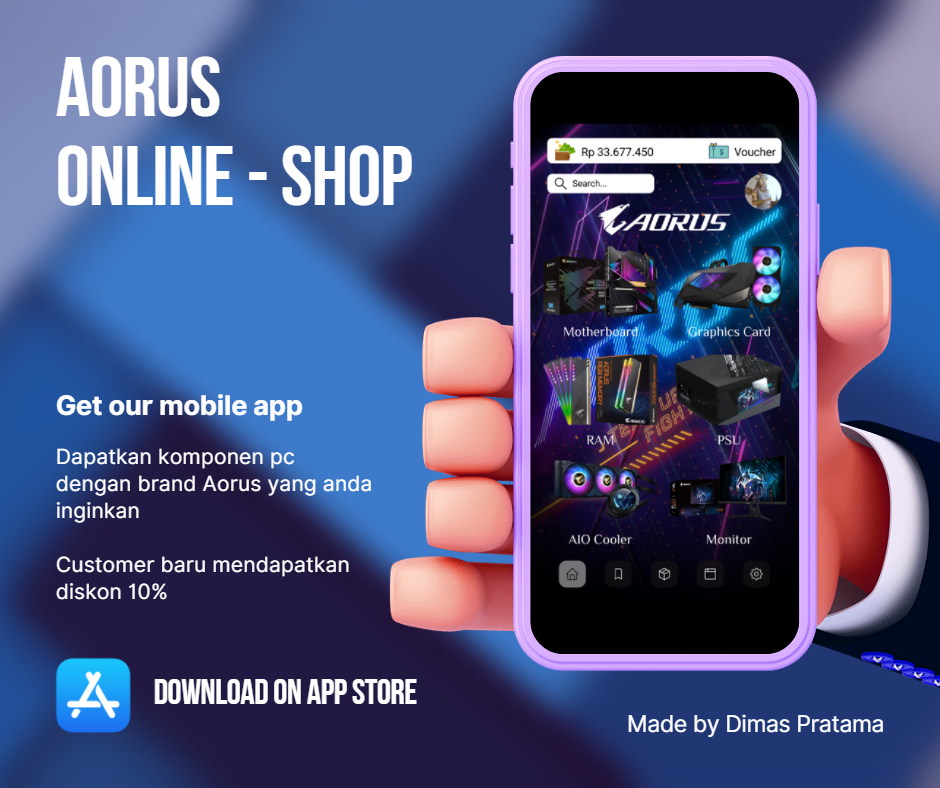 AORUS
ONLINE - SHOP
Get our mobile app
Dapatkan komponen pc
dengan brand Aorus yang anda
inginkan
Customer baru mendapatkan
diskon 10%
DOWNLOAD ON APP STORE
Rp 33.677.450
Voucher
Search...
AORUS
Motherboard
Graphics Card
RAM
PSU
AIO Cooler
Monitor
Made by Dimas Pratama